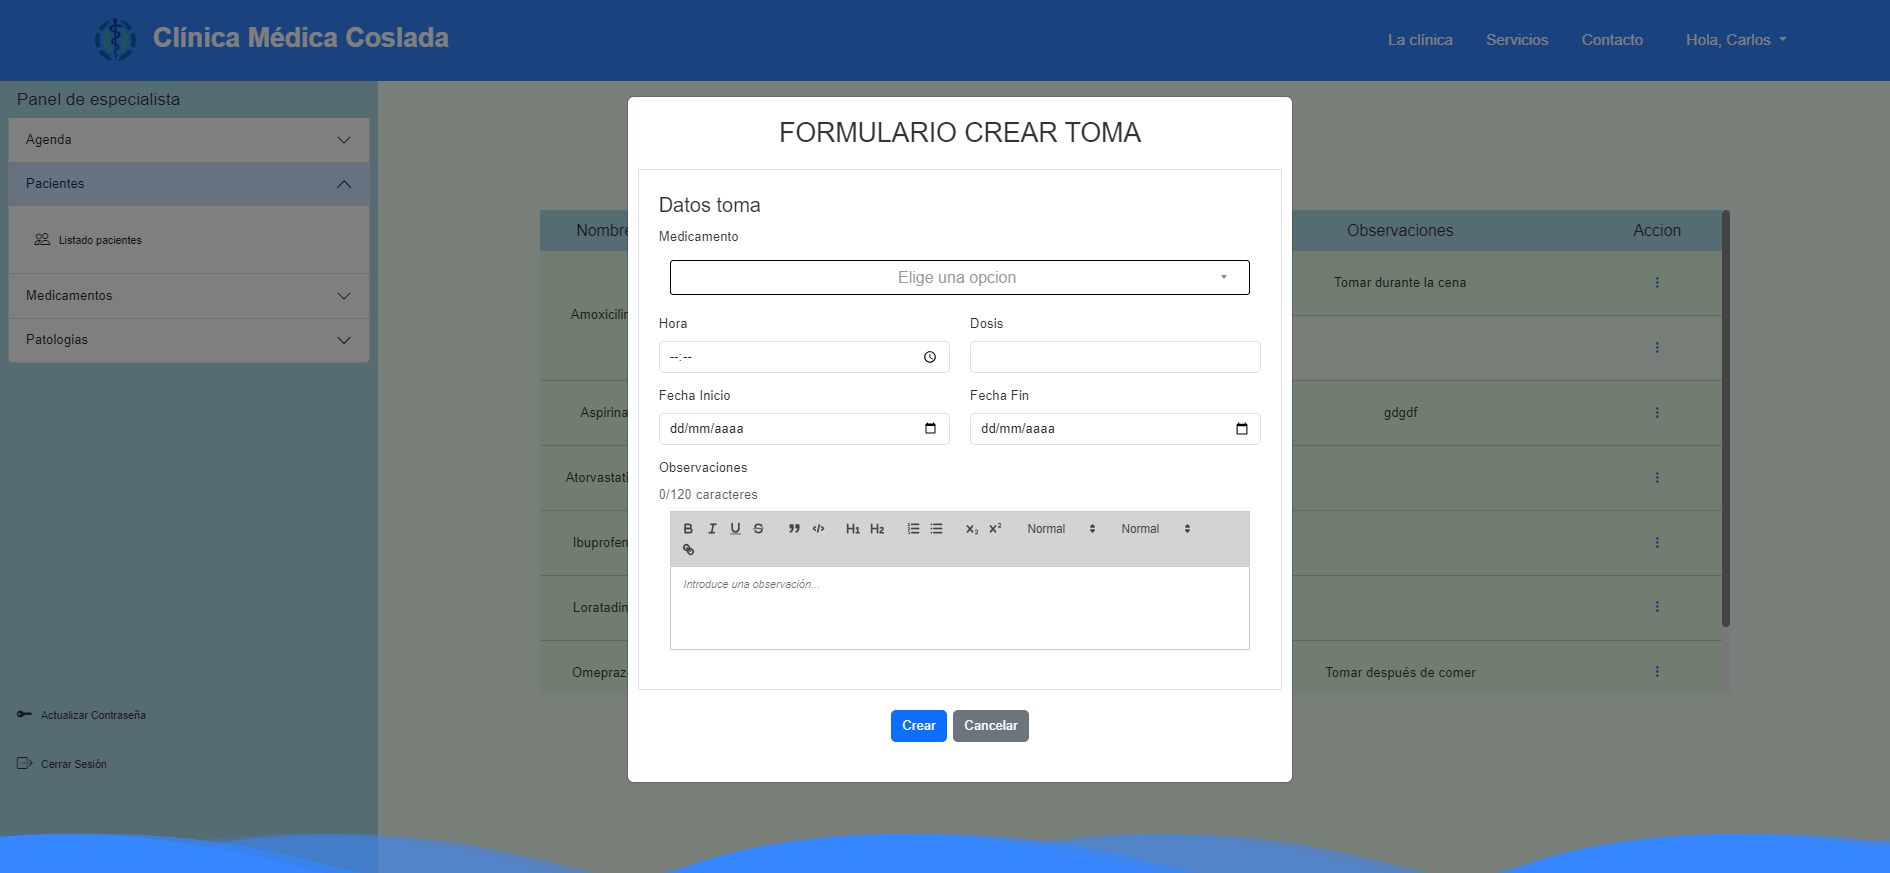 Clínica Médica Coslada
La clínica
Servicios
Contacto
Hola, Carlos
Panel de especialista
Agenda
Pacientes
Listado pacientes
Medicamentos
Patologias
Actualizar Contraseña
Cerrar Sesión
FORMULARIO CREAR TOMA
Datos toma
Medicamento
Elige una opcion
Hora
Dosis
--:--
Fecha Inicio
Fecha Fin
dd/mm/aaaa
dd/mm/aaaa
Observaciones
0/120 caracteres
B I U S H1 H2 X2 X2 Normal Normal
Introduce una observación...
Crear
Cancelar
Nombre
Observaciones
Accion
Amoxicilin
Tomar durante la cena
Aspirina
gdgdf
Atorvastati
Ibuprofen
Loratadin
Omepraz
Tomar después de comer